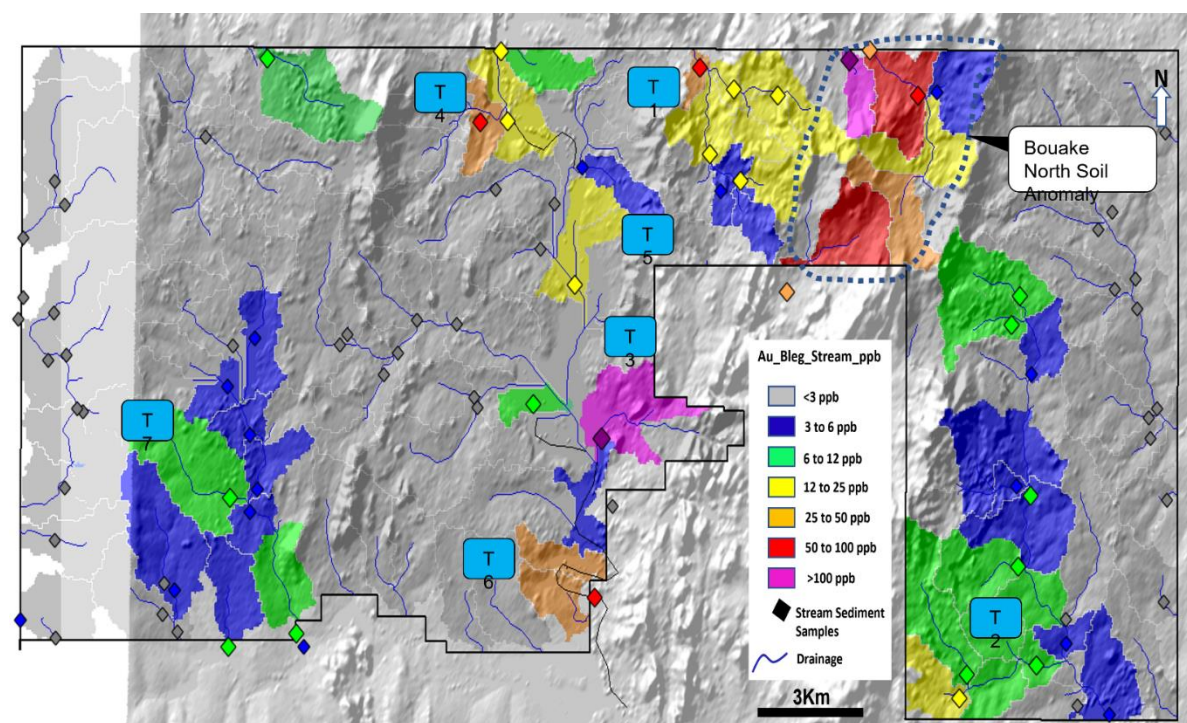 T
4
T
1
N
Bouake
North Soil
Anomaly
T
5
T
3
T
7
T
6
T
2
Au_Bleg_Stream_ppb
<3 ppb
3 to 6 ppb
6 to 12 ppb
12 to 25 ppb
25 to 50 ppb
50 to 100 ppb
>100 ppb
Stream Sediment
Samples
Drainage
3Km